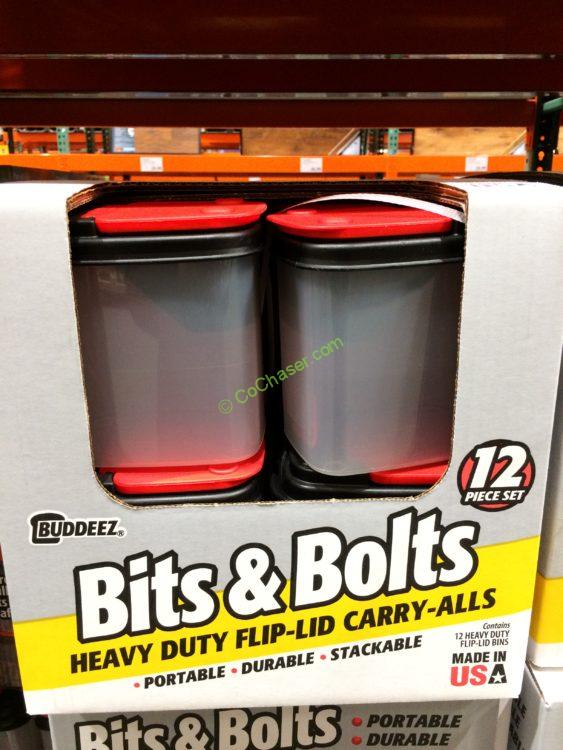 © CoChaser.com
12
PIECE SET
BUDDEEZ®
Bits & Bolts
HEAVY DUTY FLIP-LID CARRY-ALLS
• PORTABLE • DURABLE • STACKABLE
Contains
12 HEAVY DUTY
FLIP-LID BINS
MADE IN
USA
Bits & Bolts
• PORTABLE
• DURABLE